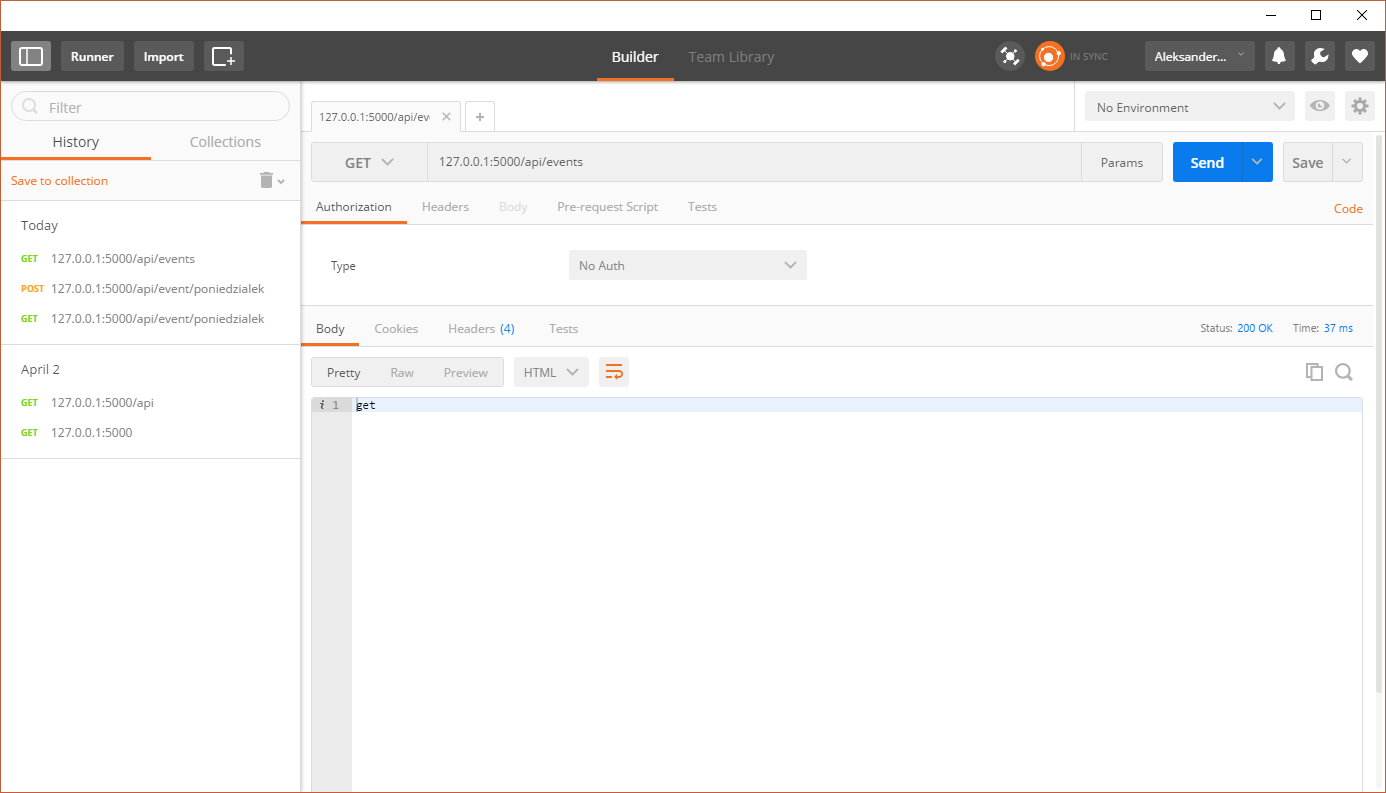 Runner Import Builder Team Library IN SYNC Aleksander...
Filter
History Collections
Save to collection
Today
GET 127.0.0.1:5000/api/events
POST 127.0.0.1:5000/api/event/poniedzialek
GET 127.0.0.1:5000/api/event/poniedzialek
April 2
GET 127.0.0.1:5000/api
GET 127.0.0.1:5000
127.0.0.1:5000/api/ev × + No Environment
GET 127.0.0.1:5000/api/events Params Send Save
Authorization Headers Body Pre-request Script Tests Code
Type No Auth
Body Cookies Headers (4) Tests Status: 200 OK Time: 37 ms
Pretty Raw Preview HTML
i 1 get